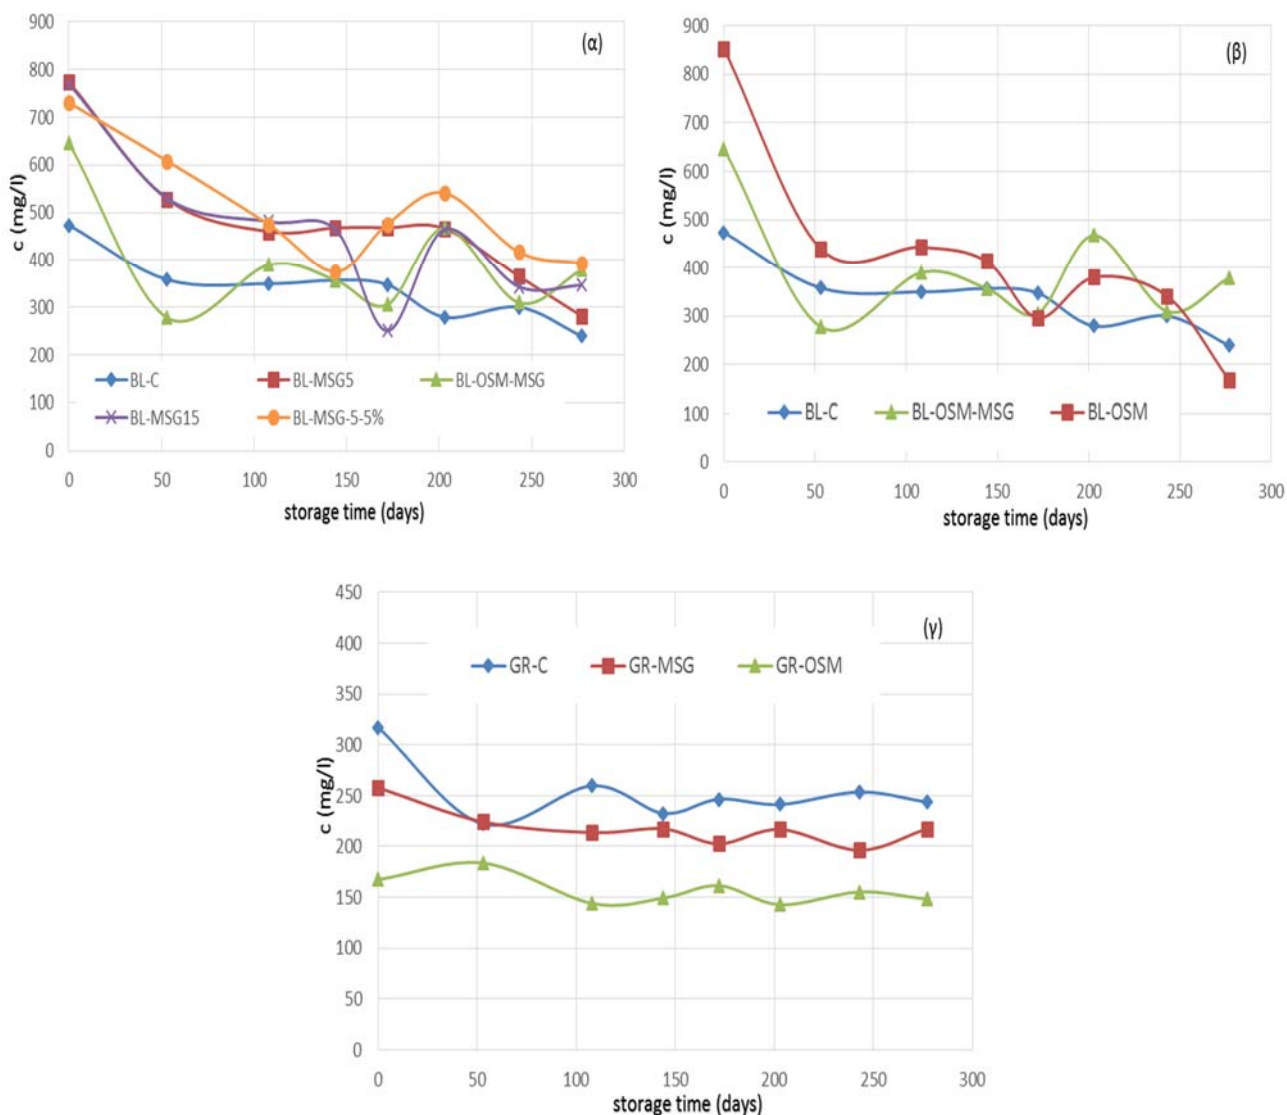 900
800
700
600
500
400
300
200
100
0
c (mg/l)
(α)
BL-C BL-MSG5 BL-OSM-MSG
BL-MSG15 BL-MSG-5-5%
0 50 100 150 200 250 300
storage time (days)
900
800
700
600
500
400
300
200
100
0
c (mg/l)
(β)
BL-C BL-OSM-MSG BL-OSM
0 50 100 150 200 250 300
storage time (days)
450
400
350
300
250
200
150
100
50
0
c (mg/l)
(γ)
GR-C GR-MSG GR-OSM
0 50 100 150 200 250 300
storage time (days)